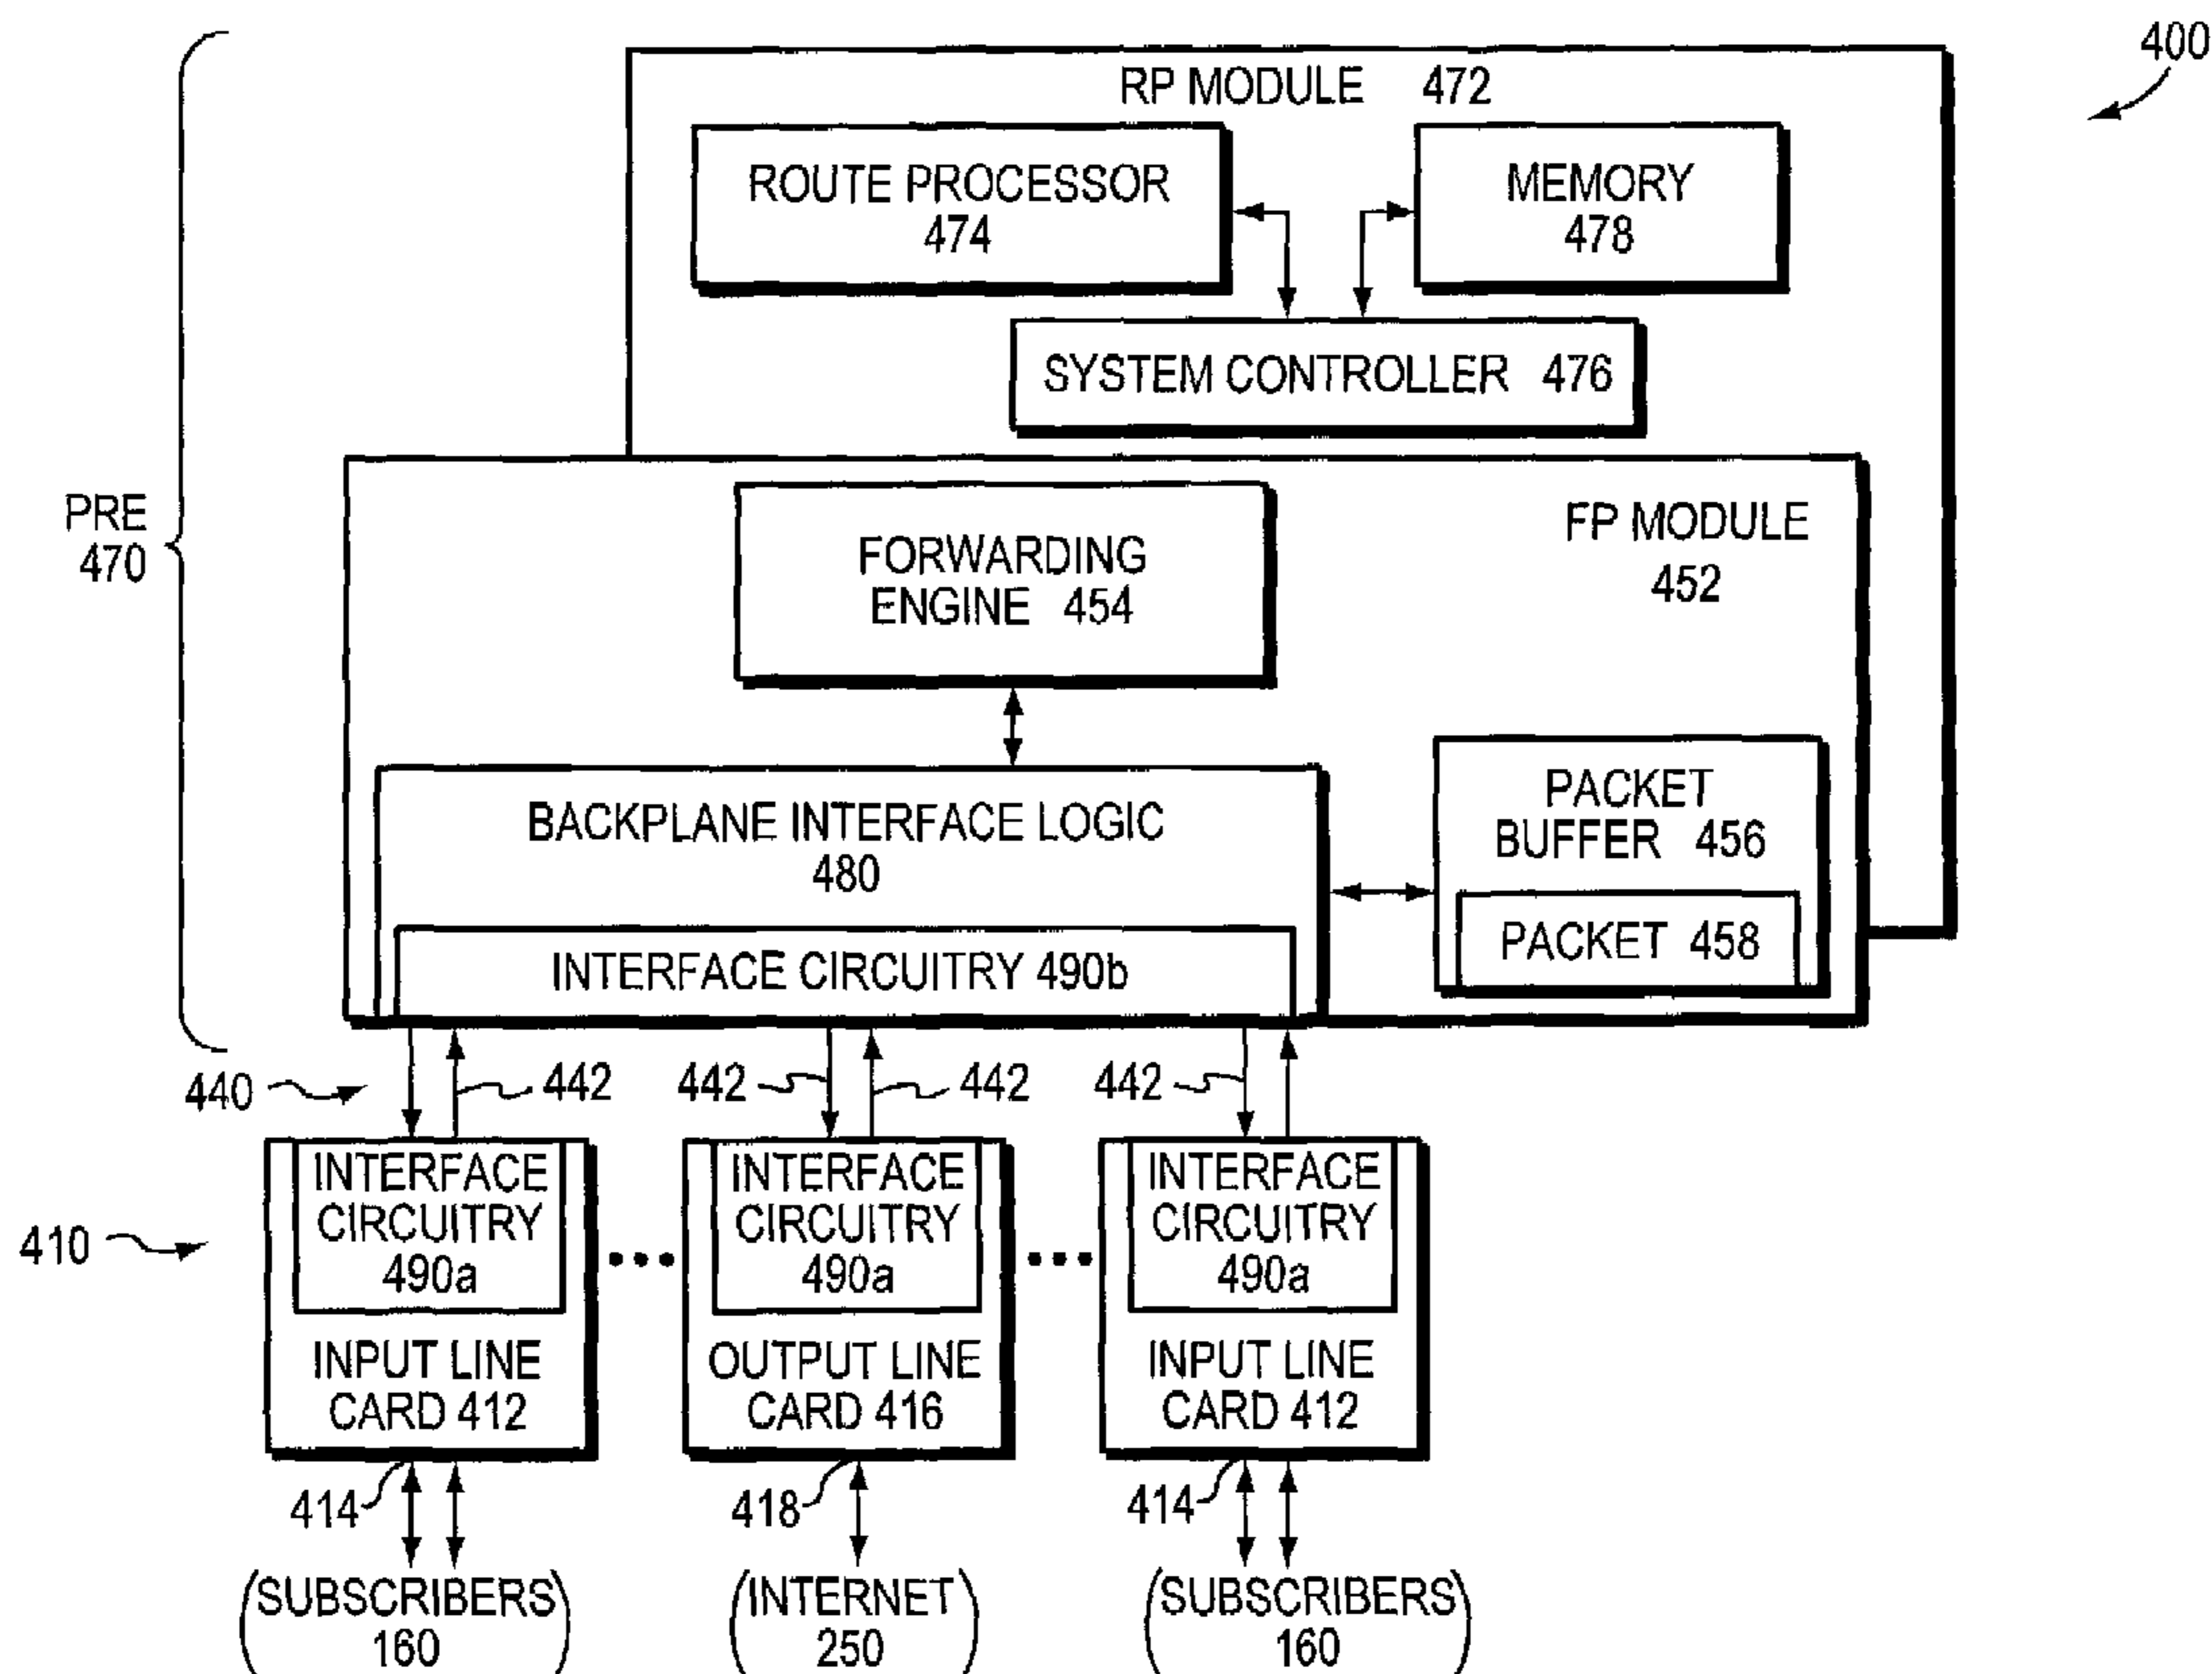 400
RP MODULE 472
ROUTE PROCESSOR
474
MEMORY
478
SYSTEM CONTROLLER 476
PRE
470
FP MODULE
452
FORWARDING
ENGINE 454
BACKPLANE INTERFACE LOGIC
480
PACKET
BUFFER 456
PACKET 458
INTERFACE CIRCUITRY 490b
440
442
442
442
442
410
INTERFACE
CIRCUITRY
490a
INPUT LINE
CARD 412
INTERFACE
CIRCUITRY
490a
OUTPUT LINE
CARD 416
INTERFACE
CIRCUITRY
490a
INPUT LINE
CARD 412
414
418
414
(SUBSCRIBERS
160)
(INTERNET
250)
(SUBSCRIBERS
160)